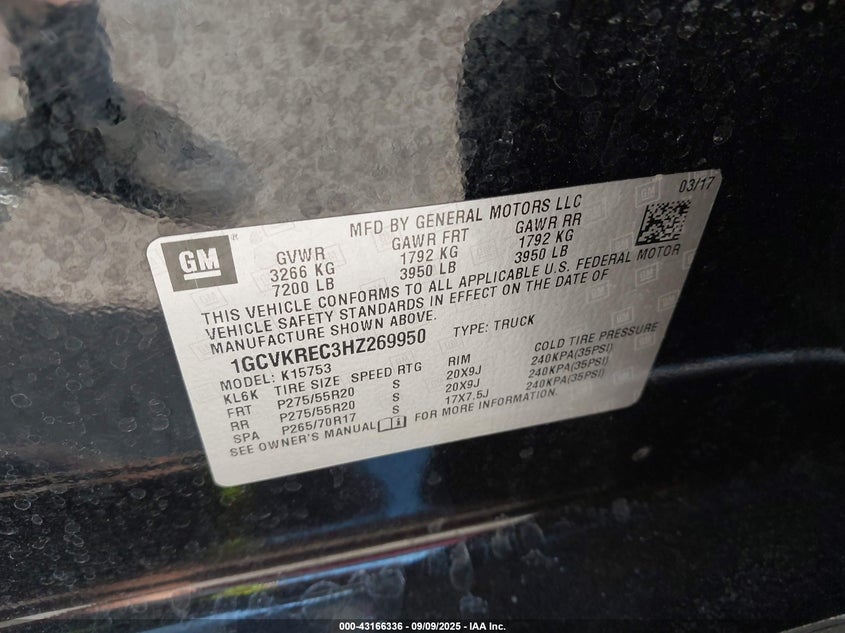 03/17
GM
MFD BY GENERAL MOTORS LLC
GVWR GAWR FRT GAWR RR
3266 KG 1792 KG 1792 KG
7200 LB 3950 LB 3950 LB
THIS VEHICLE CONFORMS TO ALL APPLICABLE U.S. FEDERAL MOTOR
VEHICLE SAFETY STANDARDS IN EFFECT ON THE DATE OF
MANUFACTURE SHOWN ABOVE.
1GCVKREC3HZ269950 TYPE: TRUCK
MODEL: K15753
KL6K TIRE SIZE SPEED RTG RIM COLD TIRE PRESSURE
FRT P275/55R20 S 20X9J 240KPA(35PSI)
RR P275/55R20 S 20X9J 240KPA(35PSI)
SPA P265/70R17 S 17X7.5J 240KPA(35PSI)
SEE OWNER'S MANUAL FOR MORE INFORMATION.
000-43166336 - 09/09/2025 - IAA Inc.